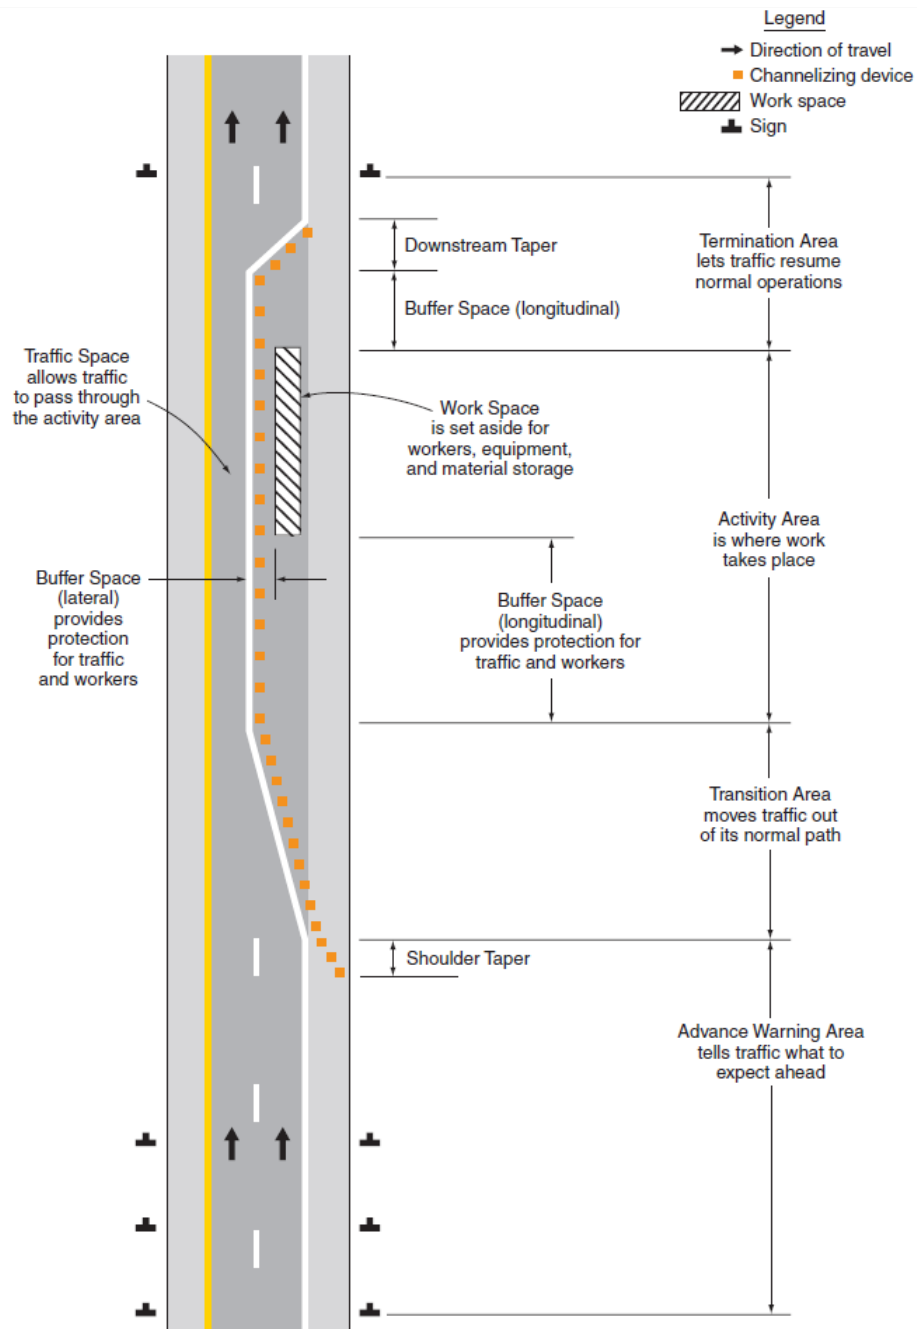 Legend
Direction of travel
Channelizing device
Work space
Sign
Downstream Taper
Termination Area
lets traffic resume
normal operations
Buffer Space (longitudinal)
Traffic Space
allows traffic
to pass through
the activity area
Work Space
is set aside for
workers, equipment,
and material storage
Activity Area
is where work
takes place
Buffer Space
(lateral)
provides
protection
for traffic
and workers
Buffer Space
(longitudinal)
provides protection for
traffic and workers
Transition Area
moves traffic out
of its normal path
Shoulder Taper
Advance Warning Area
tells traffic what to
expect ahead